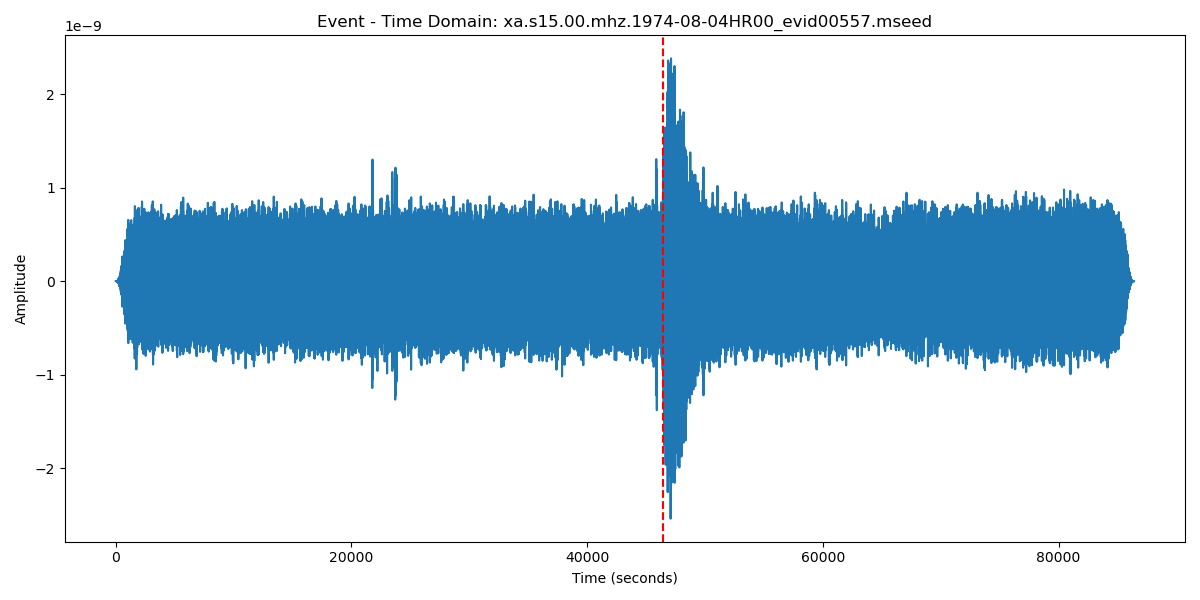 Event - Time Domain: xa.s15.00.mhz.1974-08-04HR00_evid00557.mseed
1e−9
2
1
0
−1
−2
Amplitude
0 20000 40000 60000 80000
Time (seconds)